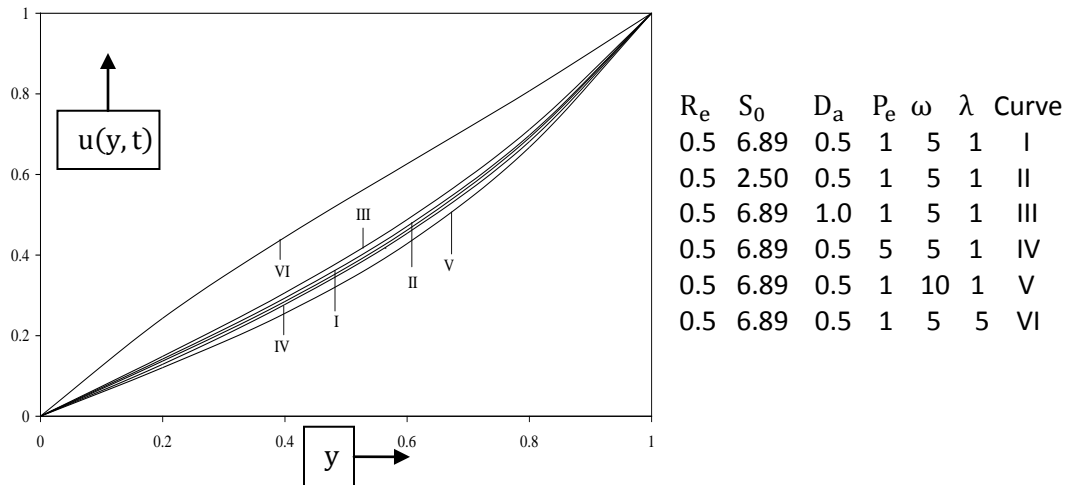 1
0.8
0.6
0.4
0.2
0
u(y, t)
III
VI
V
II
I
IV
0 0.2 0.4 0.6 0.8 1
y
Rₑ S₀ Dₐ Pₑ ω λ Curve
0.5 6.89 0.5 1 5 1 I
0.5 2.50 0.5 1 5 1 II
0.5 6.89 1.0 1 5 1 III
0.5 6.89 0.5 5 5 1 IV
0.5 6.89 0.5 1 10 1 V
0.5 6.89 0.5 1 5 5 VI